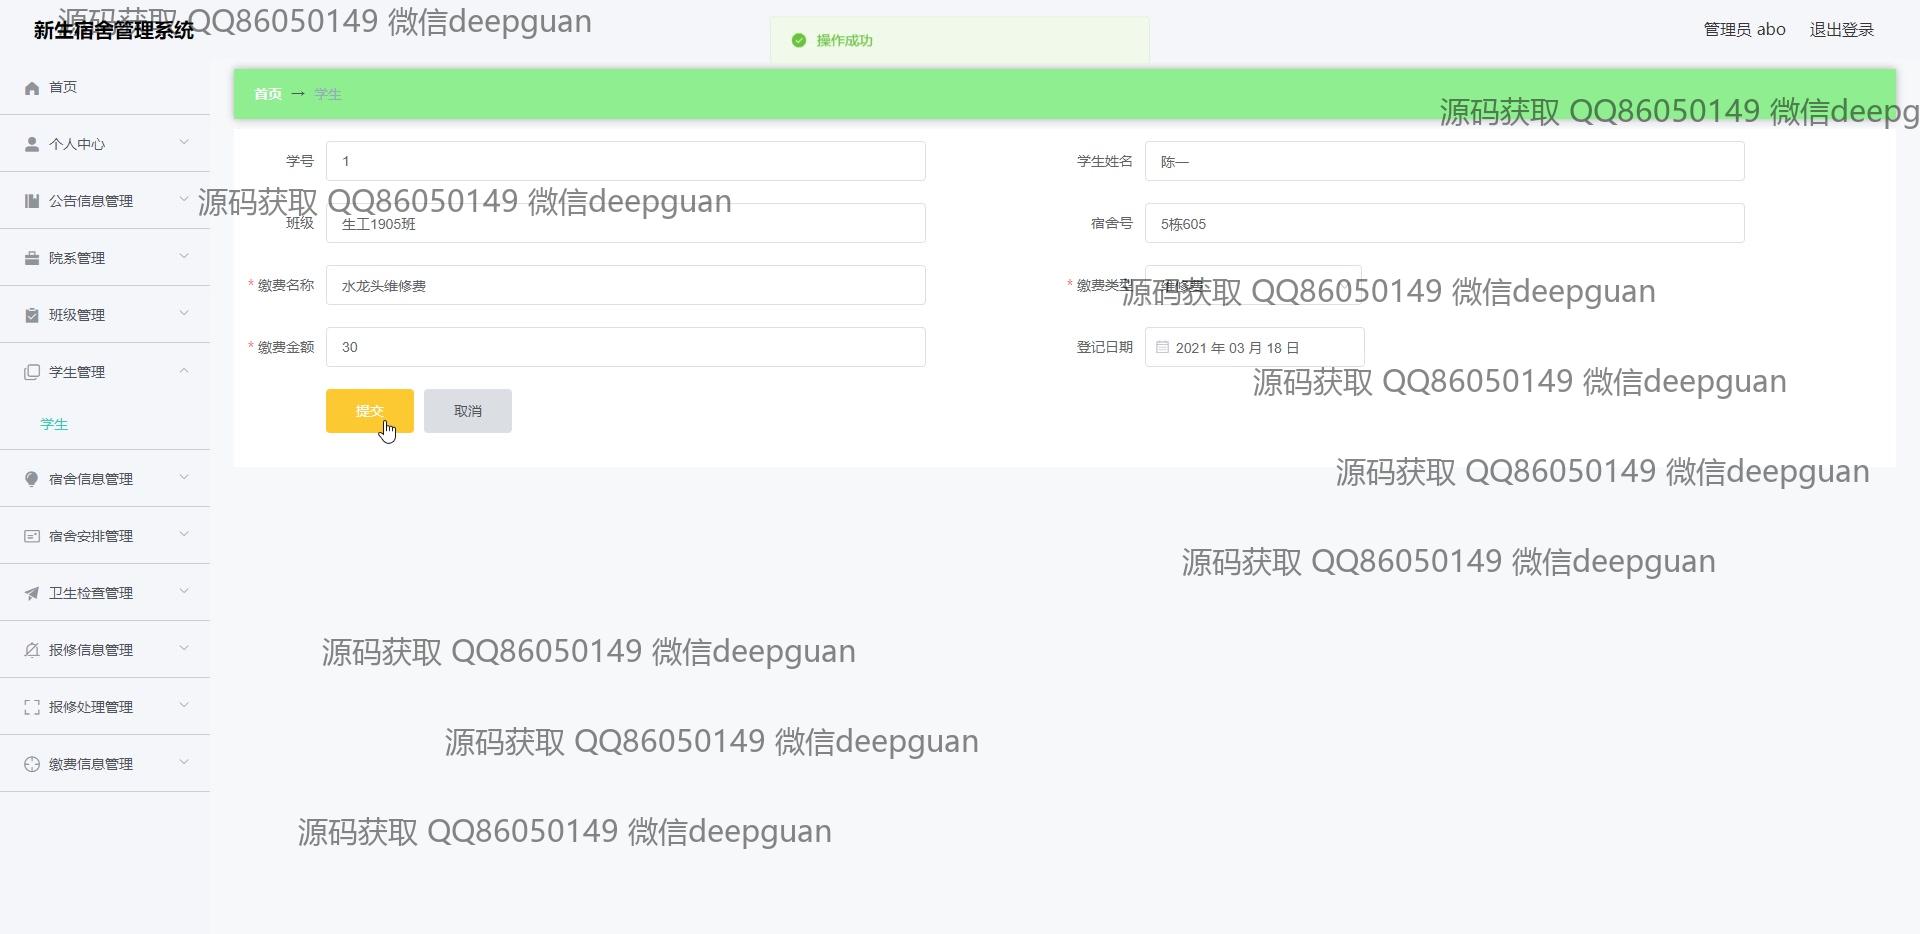 新生宿舍管理系统
源码获取 QQ86050149 微信deepguan
操作成功
管理员 abo
退出登录
首页
个人中心
公告信息管理
院系管理
班级管理
学生管理
学生
宿舍信息管理
宿舍安排管理
卫生检查管理
报修信息管理
报修处理管理
缴费信息管理
首页 → 学生
源码获取 QQ86050149 微信deepg
学号 1
学生姓名 陈一
源码获取 QQ86050149 微信deepguan
班级 生工1905班
宿舍号 5栋605
* 缴费名称 水龙头维修费
* 缴费类型 维修费
源码获取 QQ86050149 微信deepguan
* 缴费金额 30
登记日期 2021 年 03 月 18 日
源码获取 QQ86050149 微信deepguan
提交
取消
源码获取 QQ86050149 微信deepguan
源码获取 QQ86050149 微信deepguan
源码获取 QQ86050149 微信deepguan
源码获取 QQ86050149 微信deepguan
源码获取 QQ86050149 微信deepguan